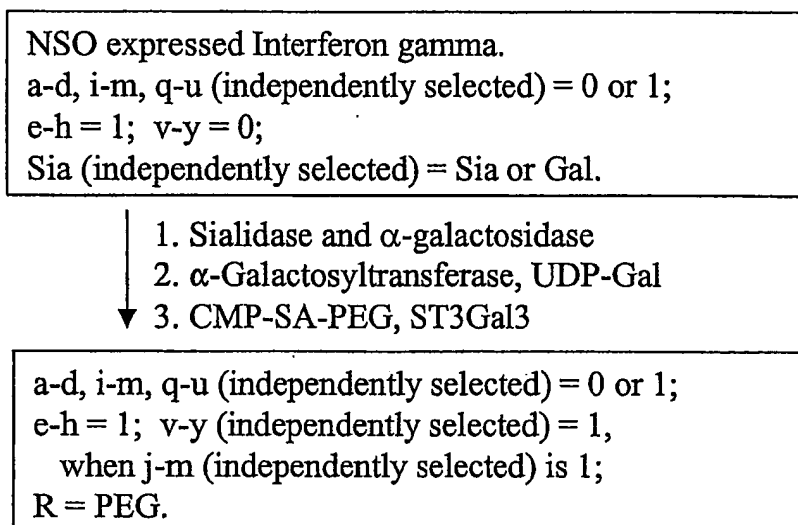 NSO expressed Interferon gamma.
a-d, i-m, q-u (independently selected) = 0 or 1;
e-h = 1; v-y = 0;
Sia (independently selected) = Sia or Gal.
1. Sialidase and α-galactosidase
2. α-Galactosyltransferase, UDP-Gal
3. CMP-SA-PEG, ST3Gal3
a-d, i-m, q-u (independently selected) = 0 or 1;
e-h = 1; v-y (independently selected) = 1,
when j-m (independently selected) is 1;
R = PEG.